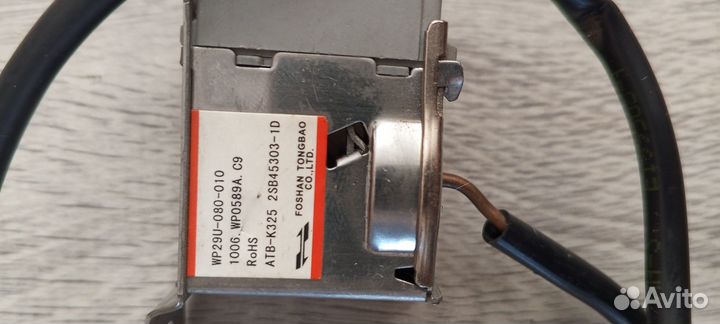 WP29U-080-010
1006.WP0589A.C9
RoHS
ATB-K325 2SB45303-1D
FOSHAN TONGBAO
CO.,LTD.
Avito